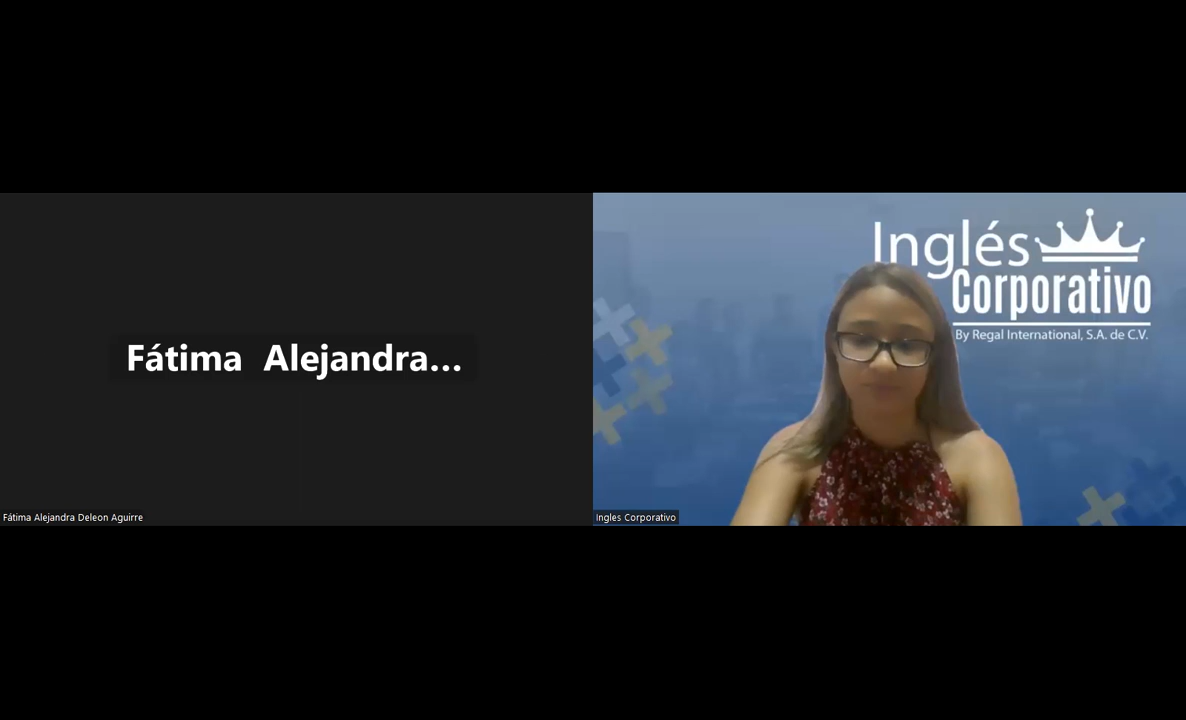 Fátima Alejandra...
Fátima Alejandra Deleon Aguirre
Inglés
Corporativo
By Regal International, S.A. de C.V.
Ingles Corporativo